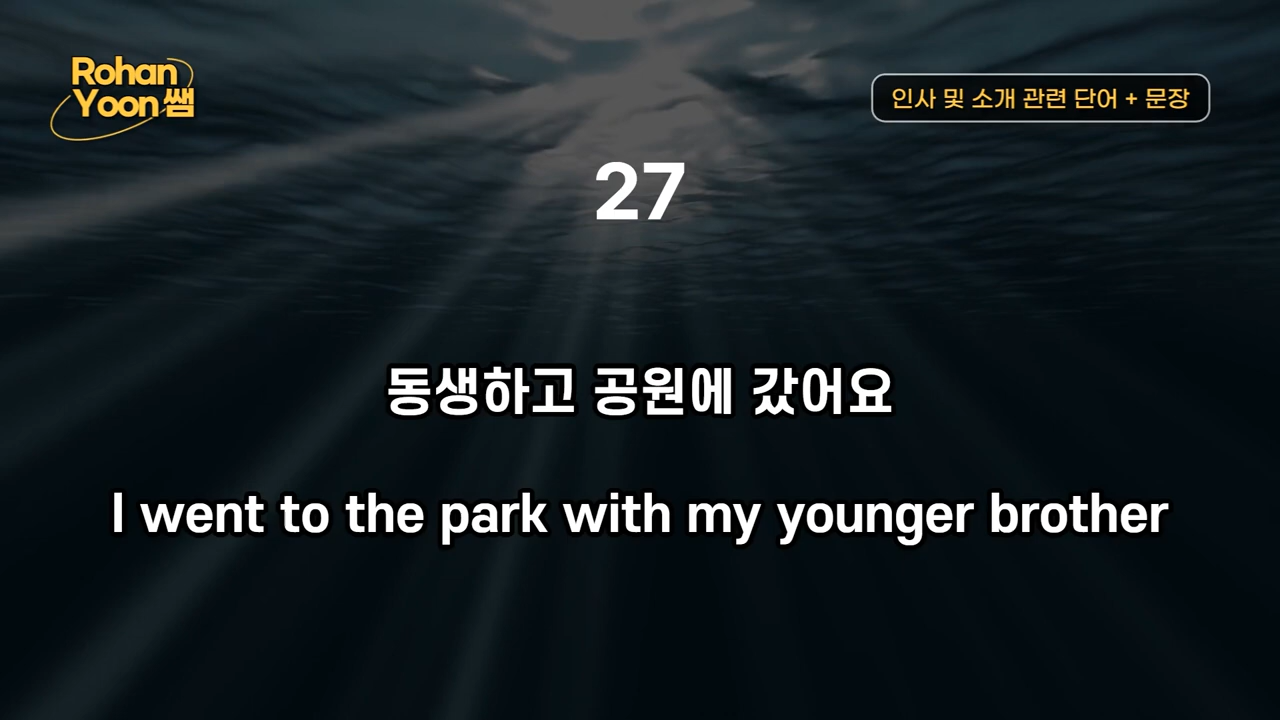 Rohan
Yoon쌤
인사 및 소개 관련 단어 + 문장
27
동생하고 공원에 갔어요
I went to the park with my younger brother